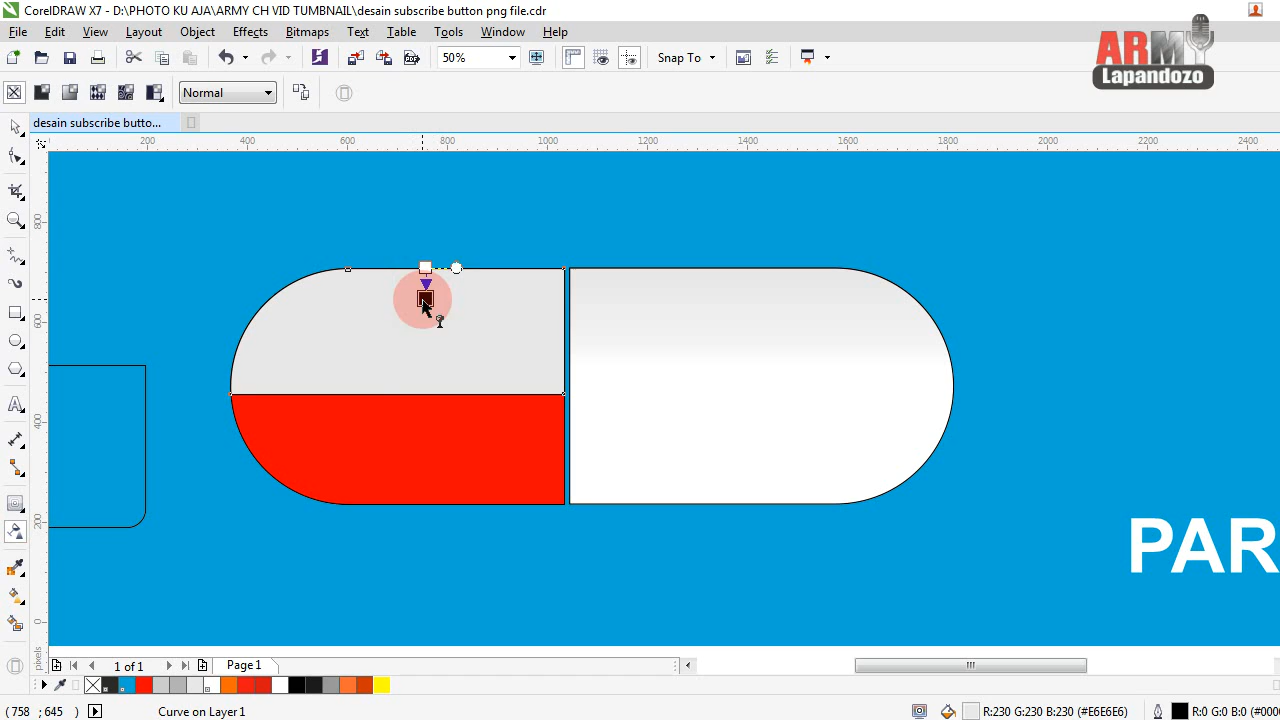 CorelDRAW X7 - D:\PHOTO KU AJA\ARMY CH VID TUMBNAIL\desain subscribe button png file.cdr
File Edit View Layout Object Effects Bitmaps Text Table Tools Window Help
50% Snap To
ARMY
Lapandozo
Normal
desain subscribe butto...
200 400 600 800 1000 1200 1400 1600 1800 2000 2200 2400
800
600
400
200
0
pixels
PAR
1 of 1 Page 1
(758 ;645 ) Curve on Layer1 R:230 G:230 B:230 (#E6E6E6) R:0 G:0 B:0 (#000